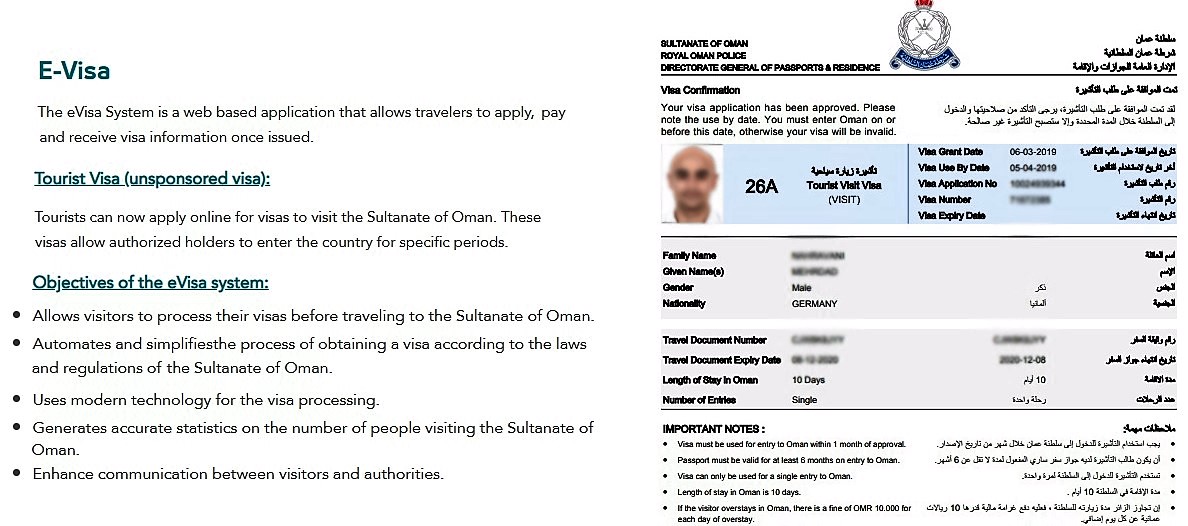 E-Visa
The eVisa System is a web based application that allows travelers to apply, pay
and receive visa information once issued.
Tourist Visa (unsponsored visa):
Tourists can now apply online for visas to visit the Sultanate of Oman. These
visas allow authorized holders to enter the country for specific periods.
Objectives of the eVisa system:
• Allows visitors to process their visas before traveling to the Sultanate of Oman.
• Automates and simplifiesthe process of obtaining a visa according to the laws
and regulations of the Sultanate of Oman.
• Uses modern technology for the visa processing.
• Generates accurate statistics on the number of people visiting the Sultanate of
Oman.
• Enhance communication between visitors and authorities.
SULTANATE OF OMAN سلطنة عمان
ROYAL OMAN POLICE شرطة عمان السلطانية
DIRECTORATE GENERAL OF PASSPORTS & RESIDENCE الإدارة العامة للجوازات والإقامة
Visa Confirmation تمت الموافقة على طلب التأشيرة
Your visa application has been approved. Please
note the use by date. You must enter Oman on or
before this date, otherwise your visa will be invalid.
لقد تمت الموافقة على طلب التأشيرة، يرجى التأكد من صلاحيتها والدخول
إلى السلطنة خلال المدة المحددة وإلا ستصبح التأشيرة غير صالحة.
26A
تأشيرة زيارة سياحية
Tourist Visit Visa
(VISIT)
Visa Grant Date 06-03-2019 تاريخ الموافقة على طلب التأشيرة
Visa Use By Date 05-04-2019 آخر تاريخ لاستخدام التأشيرة
Visa Application No رقم طلب التأشيرة
Visa Number رقم التأشيرة
Visa Expiry Date تاريخ انتهاء التأشيرة
Family Name اسم العائلة
Given Name(s) الإسم
Gender Male ذكر الجنس
Nationality GERMANY ألمانيا الجنسية
Travel Document Number رقم وثيقة السفر
Travel Document Expiry Date 2020-12-08 تاريخ انتهاء جواز السفر
Length of Stay in Oman 10 Days 10 أيام مدة الإقامة
Number of Entries Single رحلة واحدة عدد الرحلات
IMPORTANT NOTES : ملاحظات مهمة:
• Visa must be used for entry to Oman within 1 month of approval.
• يجب استخدام التأشيرة للدخول إلى سلطنة عمان خلال شهر من تاريخ الإصدار.
• Passport must be valid for at least 6 months on entry to Oman.
• أن يكون طالب التأشيرة لديه جواز سفر ساري المفعول لمدة لا تقل عن 6 أشهر.
• Visa can only be used for a single entry to Oman.
• تستخدم التأشيرة للدخول إلى السلطنة لمرة واحدة.
• Length of stay in Oman is 10 days.
• مدة الإقامة في السلطنة 10 أيام .
• If the visitor overstays in Oman, there is a fine of OMR 10.000 for
each day of overstay.
• إن تجاوز الزائر مدة زيارته للسلطنة ، فعليه دفع غرامة مالية قدرها 10 ريالات
عمانية عن كل يوم إضافي.